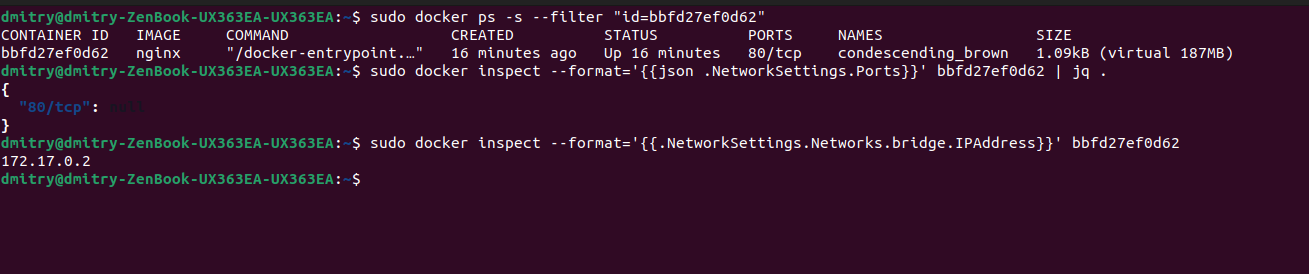 dmitry@dmitry-ZenBook-UX363EA-UX363EA:~$ sudo docker ps -s --filter "id=bbfd27ef0d62"
CONTAINER ID   IMAGE     COMMAND                  CREATED          STATUS          PORTS     NAMES                 SIZE
bbfd27ef0d62   nginx     "/docker-entrypoint.…"   16 minutes ago   Up 16 minutes   80/tcp    condescending_brown   1.09kB (virtual 187MB)
dmitry@dmitry-ZenBook-UX363EA-UX363EA:~$ sudo docker inspect --format='{{json .NetworkSettings.Ports}}' bbfd27ef0d62 | jq .
{
  "80/tcp":
}
dmitry@dmitry-ZenBook-UX363EA-UX363EA:~$ sudo docker inspect --format='{{.NetworkSettings.Networks.bridge.IPAddress}}' bbfd27ef0d62
172.17.0.2
dmitry@dmitry-ZenBook-UX363EA-UX363EA:~$